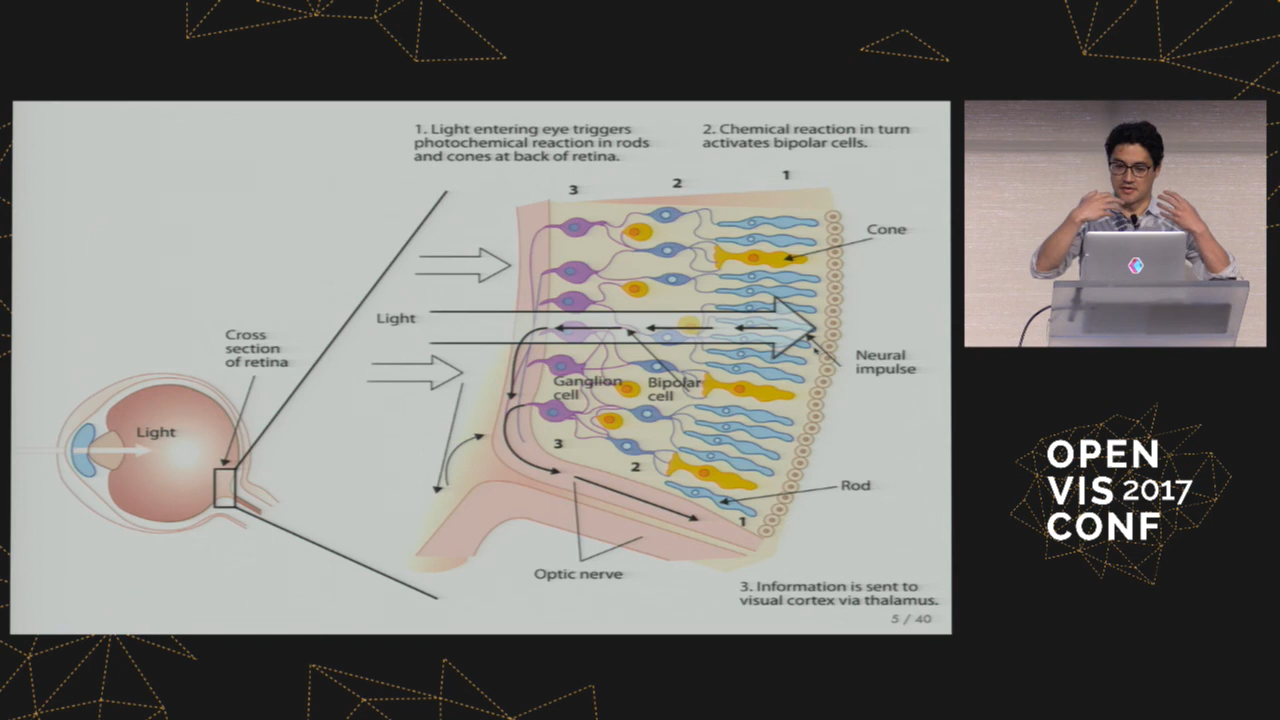 1. Light entering eye triggers
photochemical reaction in rods
and cones at back of retina.
2. Chemical reaction in turn
activates bipolar cells.
3
2
1
Cone
Light
Cross
section
of retina
Neural
impulse
Ganglion
cell
Bipolar
cell
Light
3
2
Rod
1
Optic nerve
3. Information is sent to
visual cortex via thalamus.
5 / 40
OPEN
VIS 2017
CONF